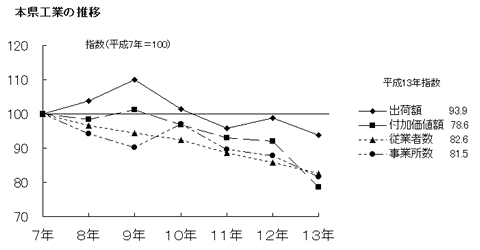 本県工業の推移
指数(平成7年=100)
120
110
100
90
80
70
7年 8年 9年 10年 11年 12年 13年
平成13年指数
出荷額 93.9
付加価値額 78.6
従業者数 82.6
事業所数 81.5